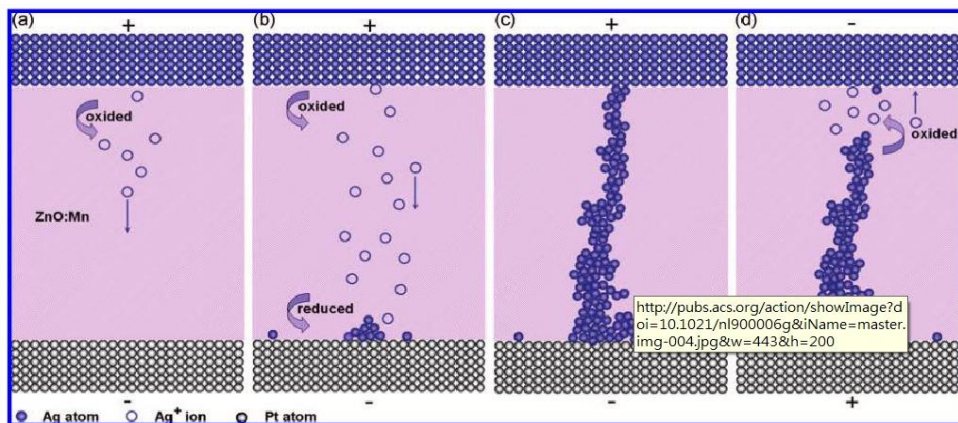 (a) + (b) + (c) + (d) -
oxided
oxided
oxided
ZnO:Mn
reduced
http://pubs.acs.org/action/showImage?d
oi=10.1021/nl900006g&iName=master.
img-004.jpg&w=443&h=200
- - - +
Ag atom Ag+ ion Pt atom